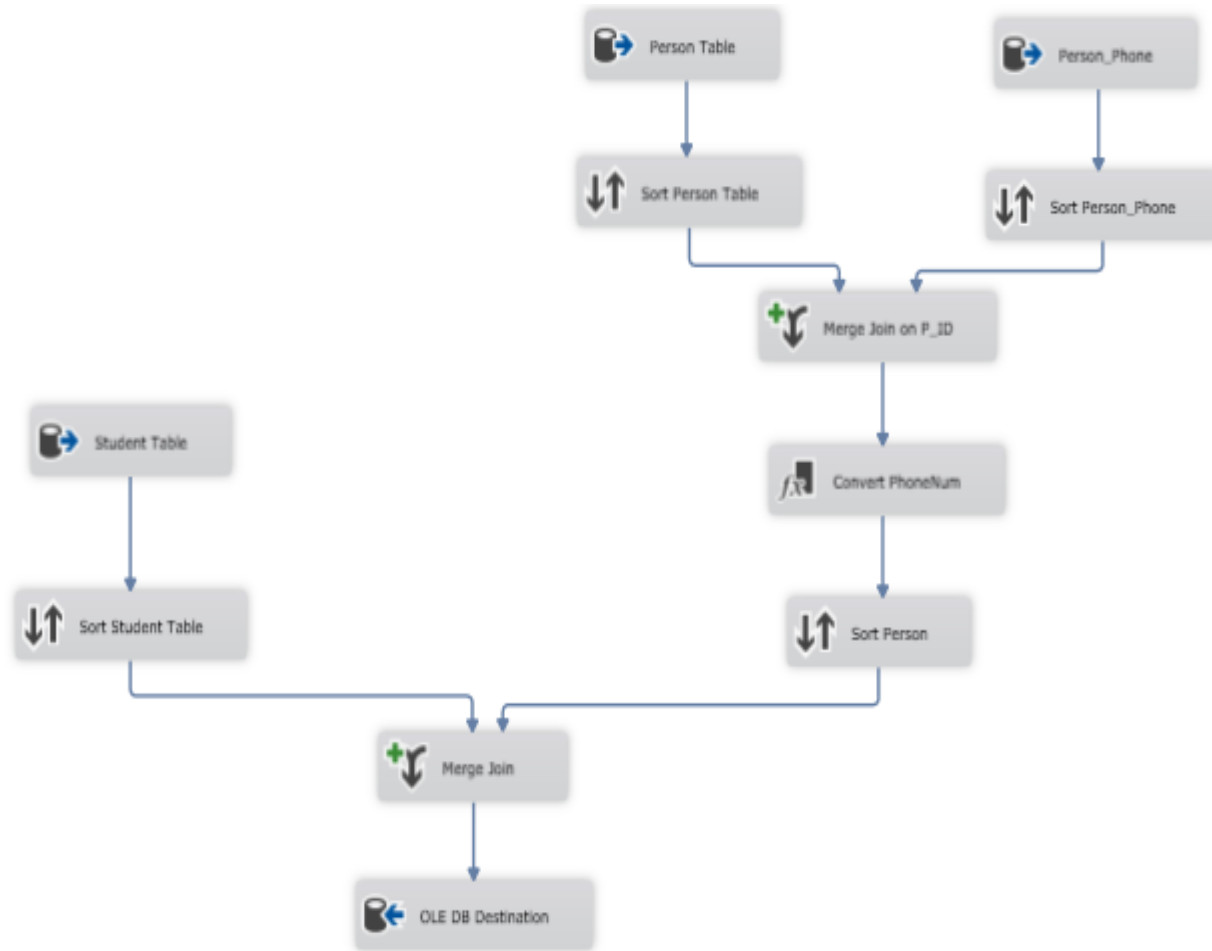 Person Table
Person_Phone
Sort Person Table
Sort Person_Phone
Merge Join on P_ID
Student Table
Convert PhoneNum
Sort Student Table
Sort Person
Merge Join
OLE DB Destination